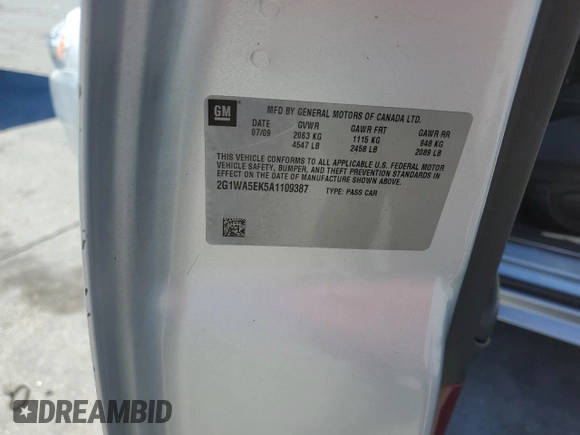 GM
MFD BY GENERAL MOTORS OF CANADA LTD.
DATE GVWR GAWR FRT GAWR RR
07/09 2063 KG 1115 KG 948 KG
4547 LB 2458 LB 2089 LB
THIS VEHICLE CONFORMS TO ALL APPLICABLE U.S. FEDERAL MOTOR
VEHICLE SAFETY, BUMPER, AND THEFT PREVENTION STANDARDS
IN EFFECT ON THE DATE OF MANUFACTURE SHOWN ABOVE.
2G1WA5EK5A1109387 TYPE: PASS CAR
DREAMBID